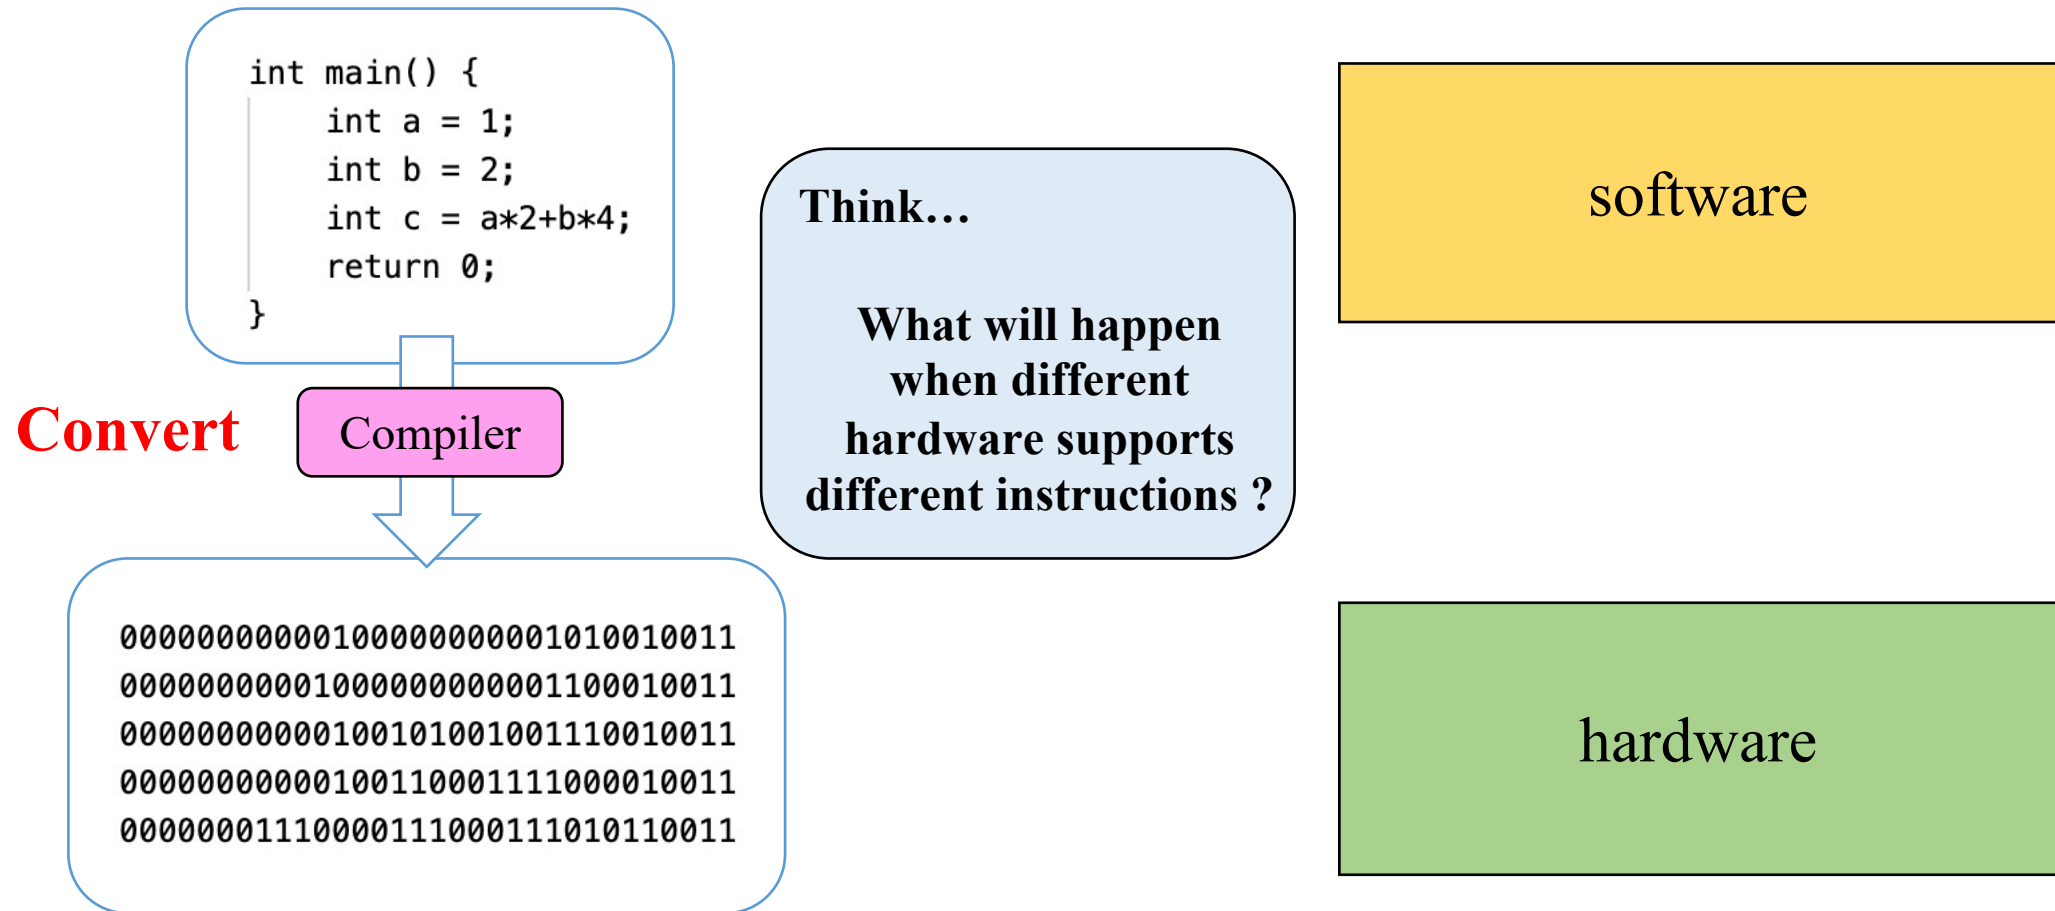 int main() {
int a = 1;
int b = 2;
int c = a*2+b*4;
return 0;
}
Convert
Compiler
00000000000100000000001010010011
00000000001000000000001100010011
00000000000100101001001110010011
00000000000100110001111000010011
00000001110000111000111010110011
Think…
What will happen
when different
hardware supports
different instructions ?
software
hardware